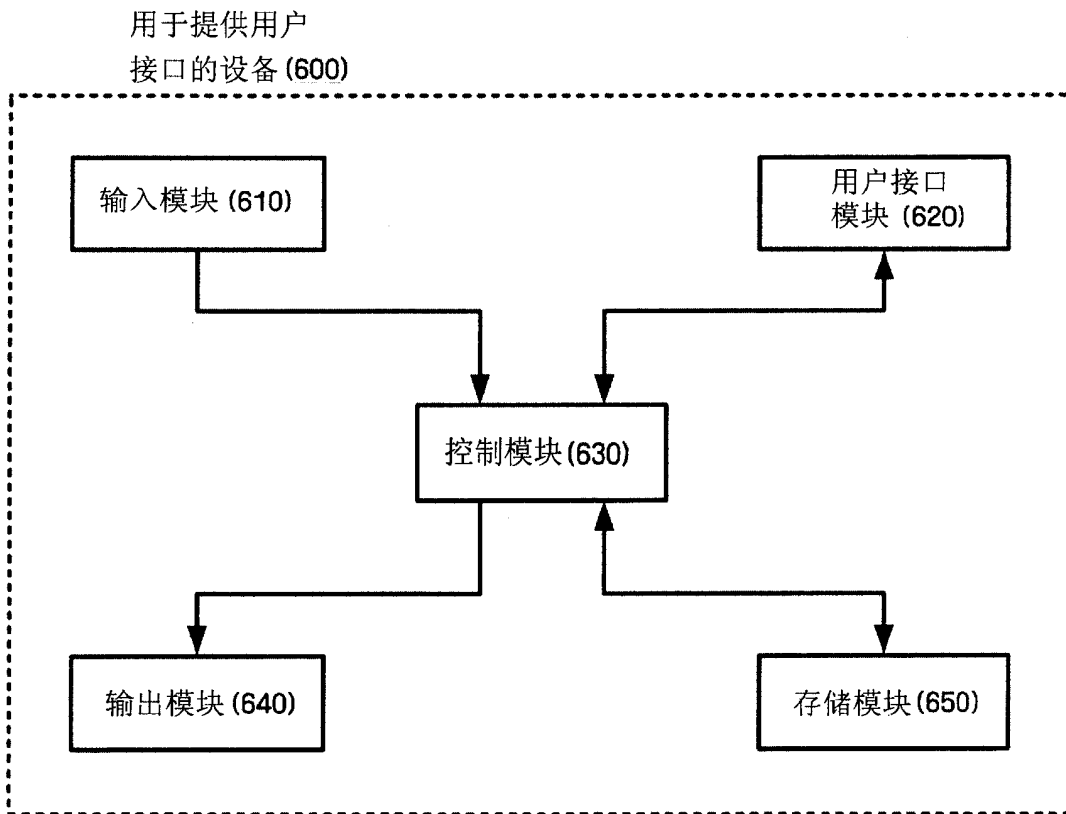 用于提供用户
接口的设备(600)
输入模块(610)
用户接口
模块(620)
控制模块(630)
输出模块(640)
存储模块(650)